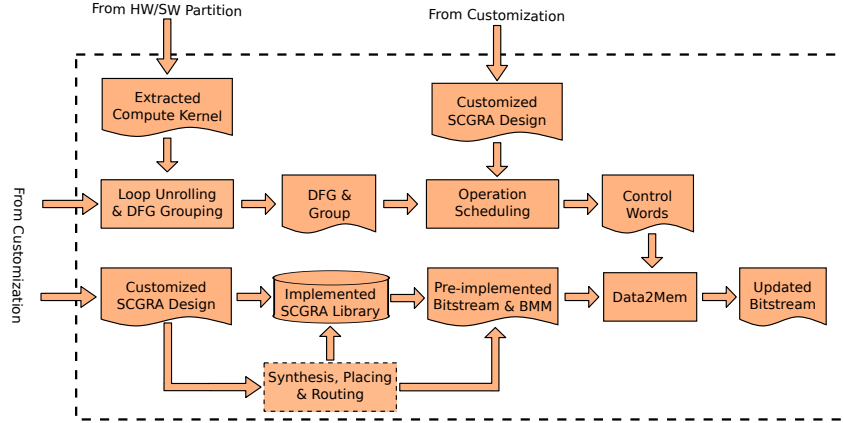 From HW/SW Partition
From Customization
Extracted
Compute Kernel
Customized
SCGRA Design
From Customization
Loop Unrolling
& DFG Grouping
DFG &
Group
Operation
Scheduling
Control
Words
Customized
SCGRA Design
Implemented
SCGRA Library
Pre-implemented
Bitstream & BMM
Data2Mem
Updated
Bitstream
Synthesis, Placing
& Routing